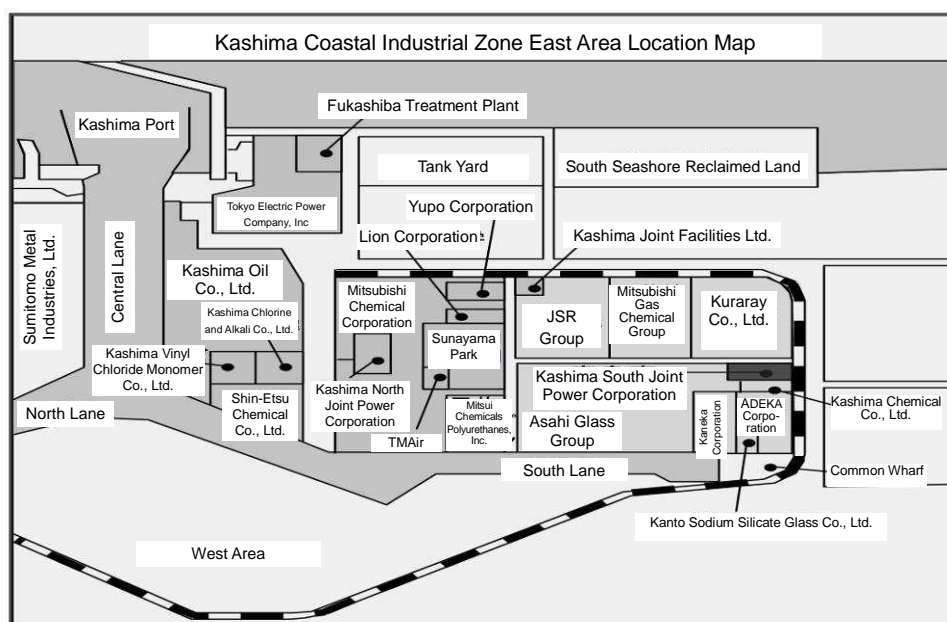 Kashima Coastal Industrial Zone East Area Location Map
Fukashiba Treatment Plant
Kashima Port
Tank Yard
South Seashore Reclaimed Land
Tokyo Electric Power
Company, Inc
Yupo Corporation
Lion Corporation
Kashima Joint Facilities Ltd.
Sumitomo Metal
Industries, Ltd.
Central Lane
Kashima Oil
Co., Ltd.
Kashima Chlorine
and Alkali Co., Ltd.
Mitsubishi
Chemical
Corporation
JSR
Group
Mitsubishi
Gas
Chemical
Group
Kuraray
Co., Ltd.
Sunayama
Park
Kashima Vinyl
Chloride Monomer
Co., Ltd.
Shin-Etsu
Chemical
Co., Ltd.
Kashima North
Joint Power
Corporation
TMAir
Mitsui
Chemicals
Polyurethanes,
Inc.
Kashima South Joint
Power Corporation
Asahi Glass
Group
Kaneka
Corporation
ADEKA
Corpo-
ration
Kashima Chemical
Co., Ltd.
North Lane
South Lane
Common Wharf
Kanto Sodium Silicate Glass Co., Ltd.
West Area